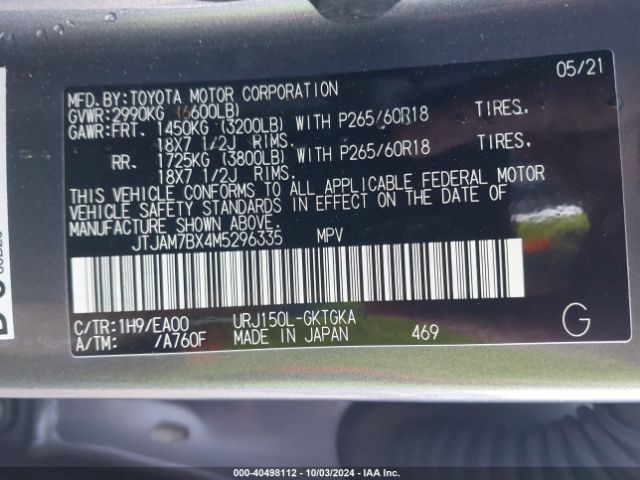 MFD.BY:TOYOTA MOTOR CORPORATION 05/21
GVWR:2990KG (6600LB)
GAWR:FRT. 1450KG (3200LB) WITH P265/60R18 TIRES.
18X7 1/2J RIMS.
RR. 1725KG (3800LB) WITH P265/60R18 TIRES.
18X7 1/2J RIMS.
THIS VEHICLE CONFORMS TO ALL APPLICABLE FEDERAL MOTOR
VEHICLE SAFETY STANDARDS IN EFFECT ON THE DATE OF
MANUFACTURE SHOWN ABOVE.
JTJAM7BX4M5296335 MPV
C/TR:1H9/EA00 URJ150L-GKTGKA
A/TM: /A760F MADE IN JAPAN 469 G
000-40498112 - 10/03/2024 - IAA Inc.